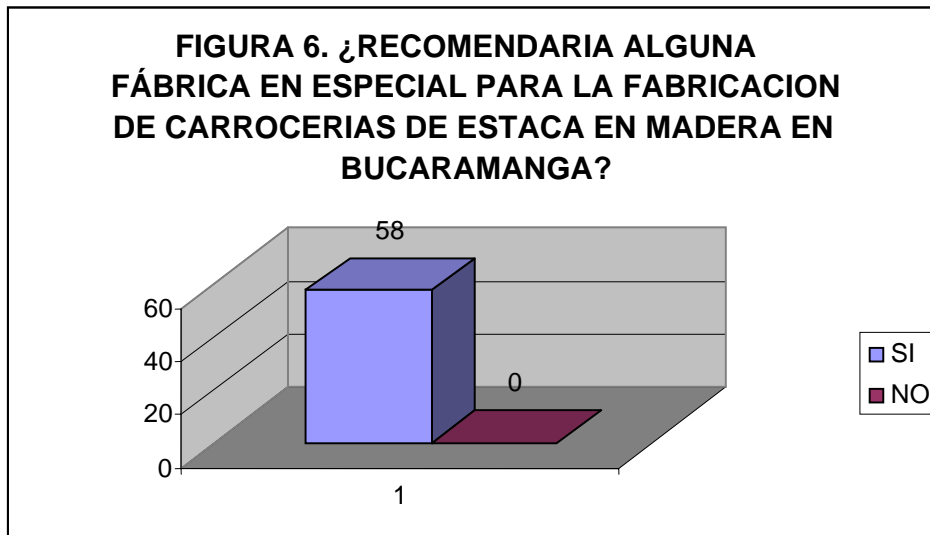 FIGURA 6. ¿RECOMENDARIA ALGUNA
FÁBRICA EN ESPECIAL PARA LA FABRICACION
DE CARROCERIAS DE ESTACA EN MADERA EN
BUCARAMANGA?
58
0
60
40
20
0
1
SI
NO